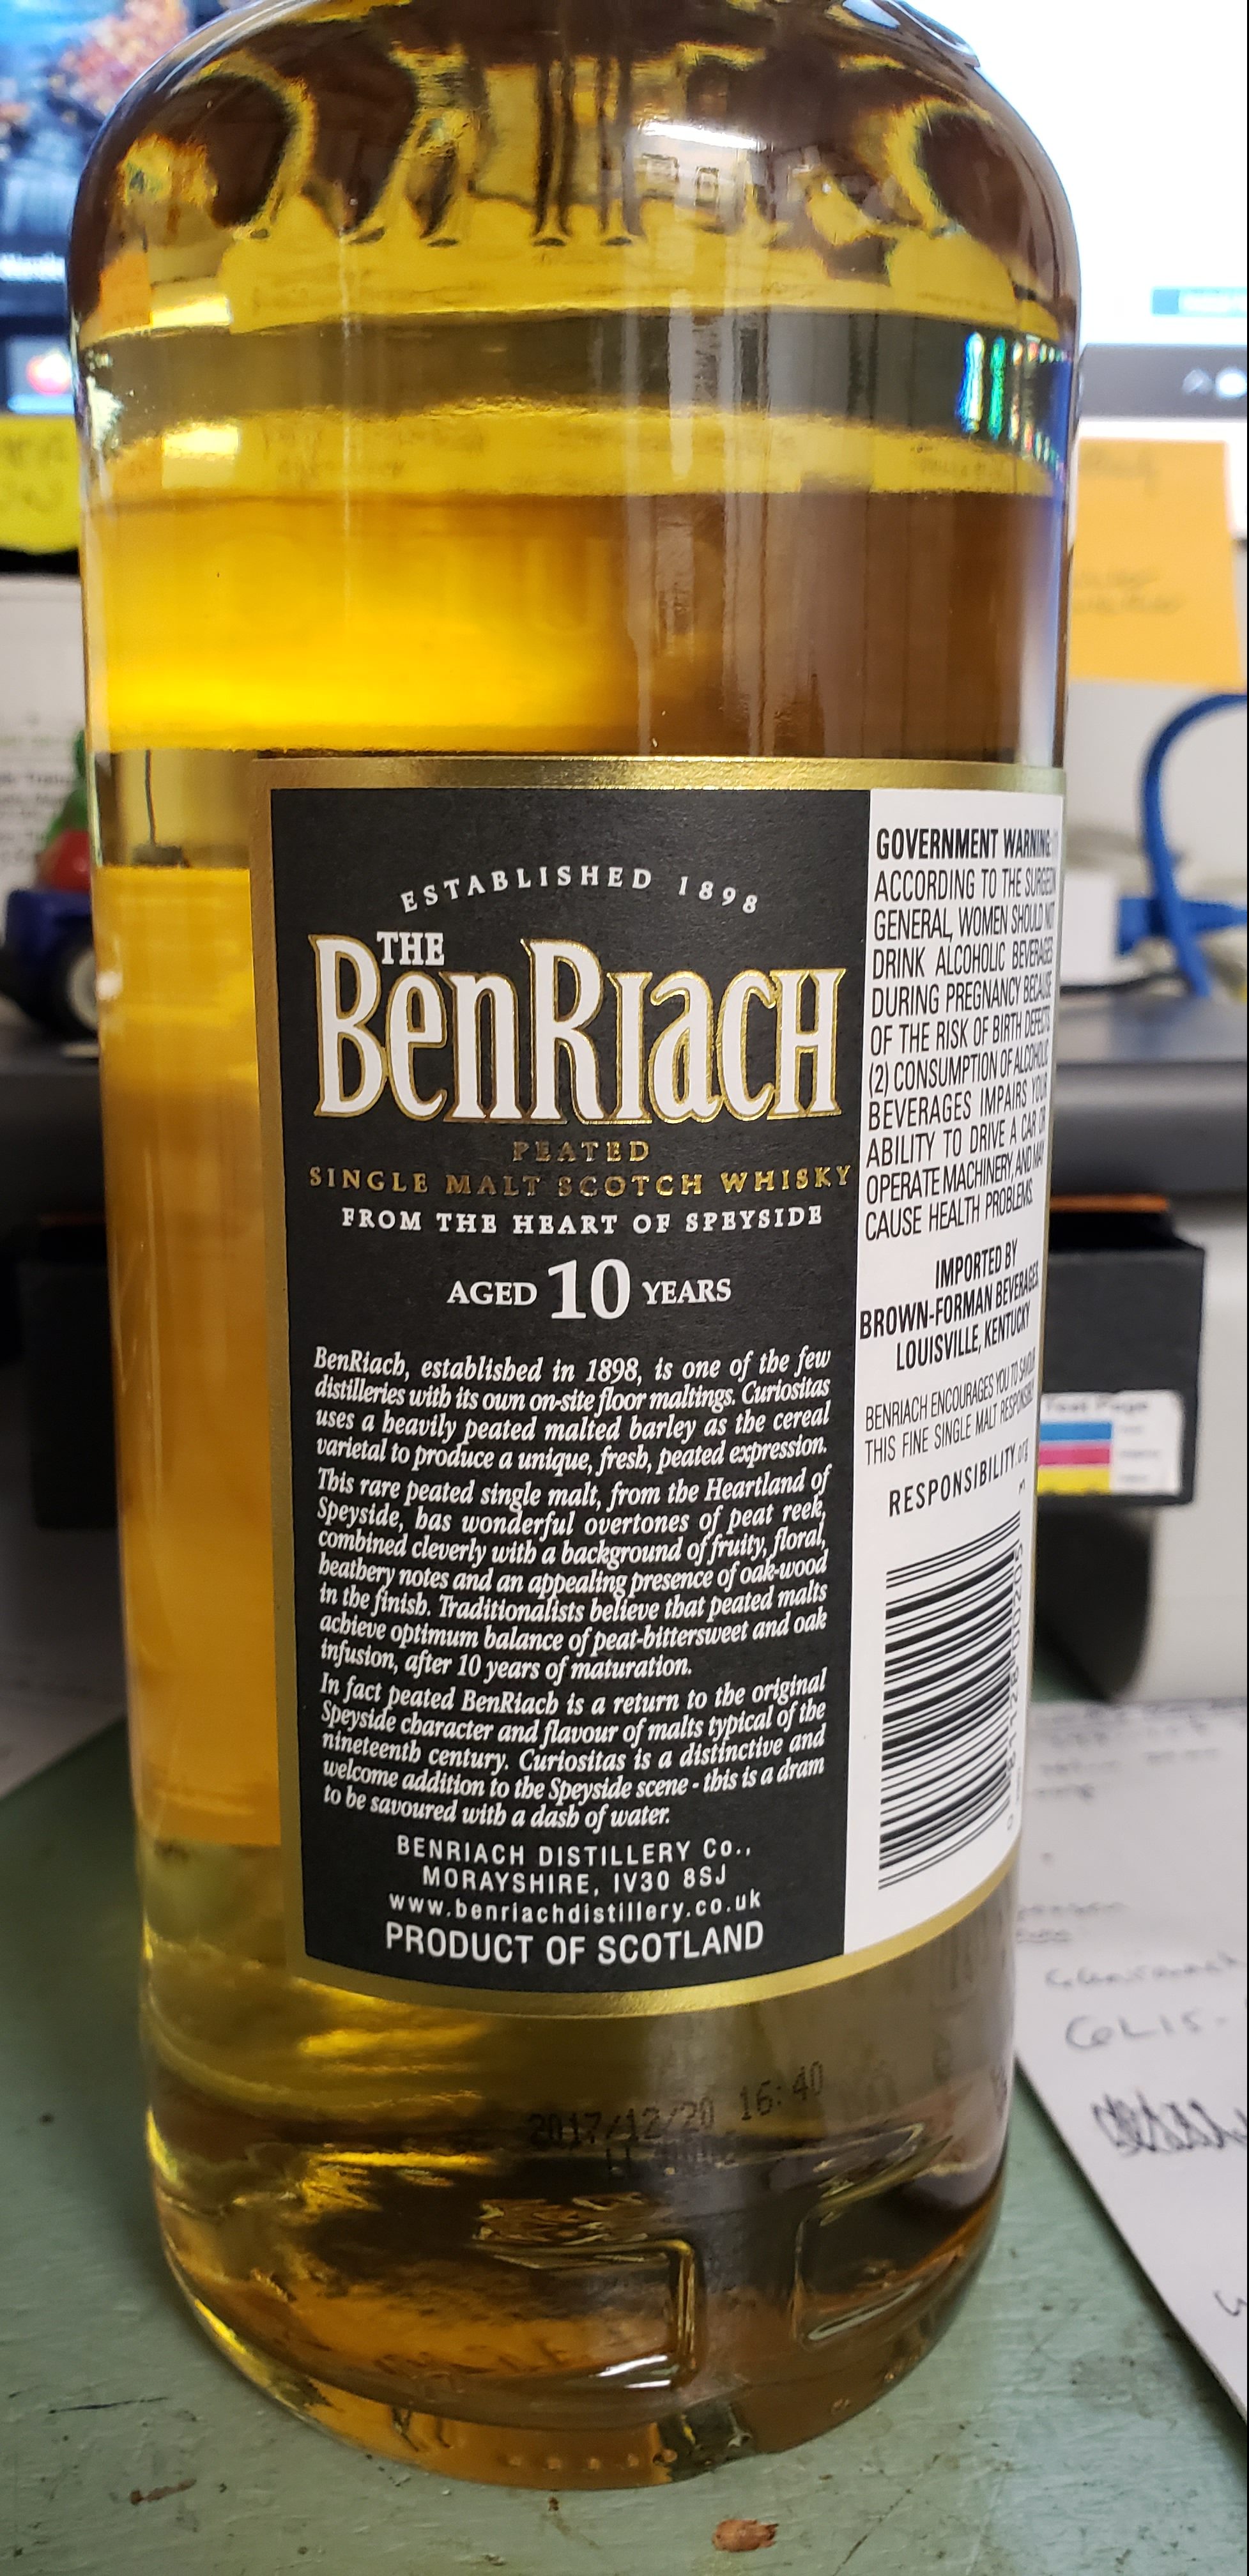 ESTABLISHED 1898
THE
BENRIACH
PEATED
SINGLE MALT SCOTCH WHISKY
FROM THE HEART OF SPEYSIDE
AGED 10 YEARS
BenRiach, established in 1898, is one of the few
distilleries with its own on-site floor maltings. Curiositas
uses a heavily peated malted barley as the cereal
varietal to produce a unique, fresh, peated expression.
This rare peated single malt, from the Heartland of
Speyside, has wonderful overtones of peat reek,
combined cleverly with a background of fruity, floral,
heathery notes and an appealing presence of oak-wood
in the finish. Traditionalists believe that peated malts
achieve optimum balance of peat-bittersweet and oak
infusion, after 10 years of maturation.
In fact peated BenRiach is a return to the original
Speyside character and flavour of malts typical of the
nineteenth century. Curiositas is a distinctive and
welcome addition to the Speyside scene - this is a dram
to be savoured with a dash of water.
BENRIACH DISTILLERY Co.,
MORAYSHIRE, IV30 8SJ
www.benriachdistillery.co.uk
PRODUCT OF SCOTLAND
GOVERNMENT WARNING: (1)
ACCORDING TO THE SURGEON
GENERAL, WOMEN SHOULD NOT
DRINK ALCOHOLIC BEVERAGES
DURING PREGNANCY BECAUSE
OF THE RISK OF BIRTH DEFECTS
(2) CONSUMPTION OF ALCOHOLIC
BEVERAGES IMPAIRS YOUR
ABILITY TO DRIVE A CAR OR
OPERATE MACHINERY, AND MAY
CAUSE HEALTH PROBLEMS.
IMPORTED BY
BROWN-FORMAN BEVERAGES
LOUISVILLE, KENTUCKY
BENRIACH ENCOURAGES YOU TO SAVOUR
THIS FINE SINGLE MALT RESPONSIBLY
RESPONSIBILITY.ORG
2017/12/20 16:40
Test Page